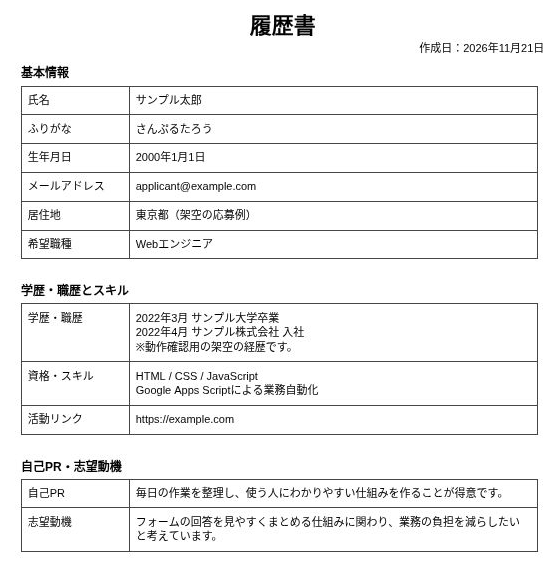 履歴書
作成日：2026年11月21日
基本情報
氏名 サンプル太郎
ふりがな さんぷるたろう
生年月日 2000年1月1日
メールアドレス applicant@example.com
居住地 東京都（架空の応募例）
希望職種 Webエンジニア
学歴・職歴とスキル
学歴・職歴 2022年3月 サンプル大学卒業
2022年4月 サンプル株式会社 入社
※動作確認用の架空の経歴です。
資格・スキル HTML / CSS / JavaScript
Google Apps Scriptによる業務自動化
活動リンク https://example.com
自己PR・志望動機
自己PR 毎日の作業を整理し、使う人にわかりやすい仕組みを作ることが得意です。
志望動機 フォームの回答を見やすくまとめる仕組みに関わり、業務の負担を減らしたい
と考えています。